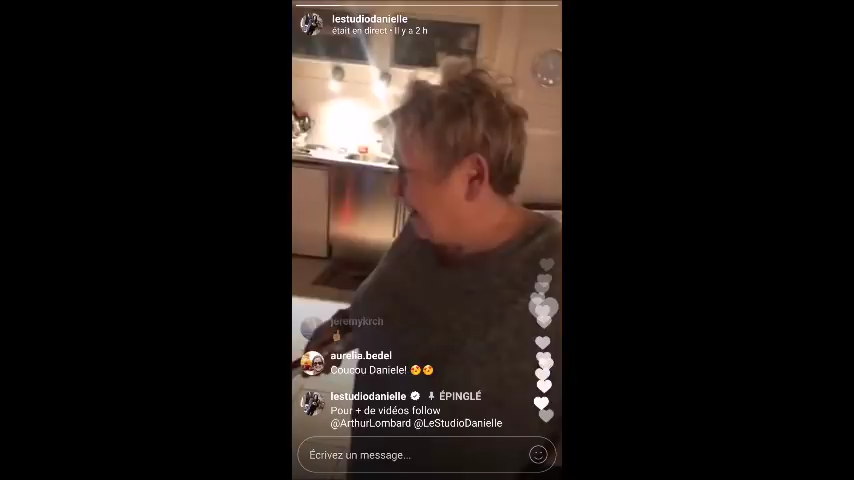 lestudiodanielle
était en direct • Il y a 2 h
jeremykrch
aurelia.bedel
Coucou Daniele! 🥰🥰
lestudiodanielle ÉPINGLÉ
Pour + de vidéos follow
@ArthurLombard @LeStudioDanielle
Écrivez un message...